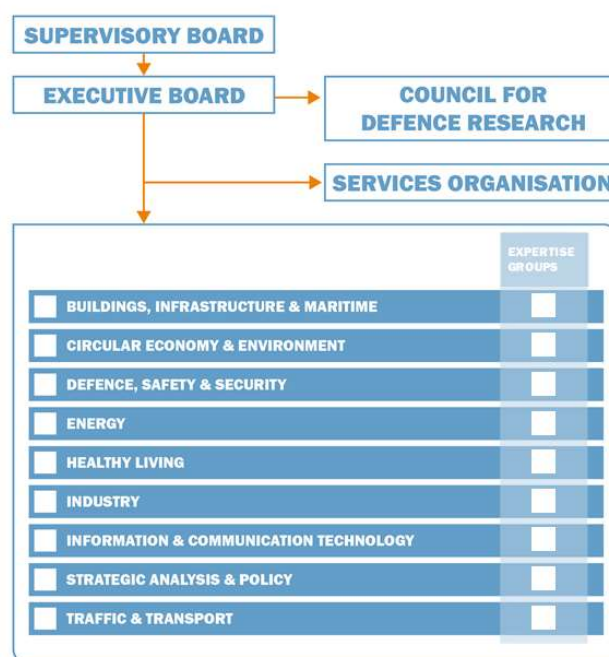 SUPERVISORY BOARD
EXECUTIVE BOARD
COUNCIL FOR
DEFENCE RESEARCH
SERVICES ORGANISATION
EXPERTISE
GROUPS
BUILDINGS, INFRASTRUCTURE & MARITIME
CIRCULAR ECONOMY & ENVIRONMENT
DEFENCE, SAFETY & SECURITY
ENERGY
HEALTHY LIVING
INDUSTRY
INFORMATION & COMMUNICATION TECHNOLOGY
STRATEGIC ANALYSIS & POLICY
TRAFFIC & TRANSPORT